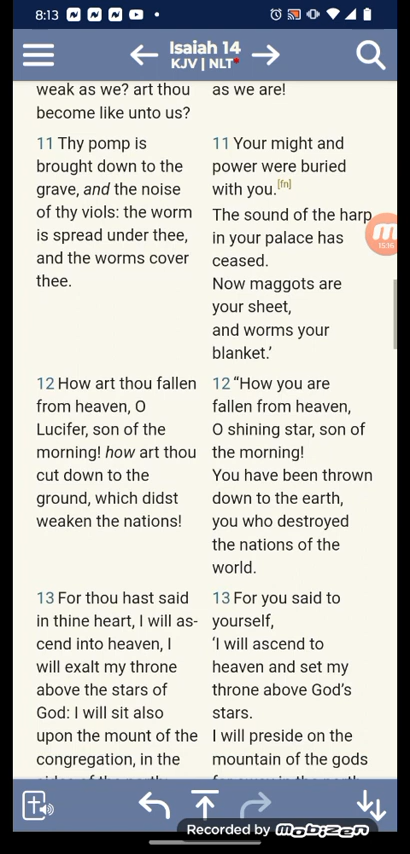 8:13
Isaiah 14
KJV | NLT
weak as we? art thou
become like unto us?
11 Thy pomp is
brought down to the
grave, and the noise
of thy viols: the worm
is spread under thee,
and the worms cover
thee.
12 How art thou fallen
from heaven, O
Lucifer, son of the
morning! how art thou
cut down to the
ground, which didst
weaken the nations!
13 For thou hast said
in thine heart, I will as-
cend into heaven, I
will exalt my throne
above the stars of
God: I will sit also
upon the mount of the
congregation, in the
as we are!
11 Your might and
power were buried
with you.[fn]
The sound of the harp
in your palace has
ceased.
Now maggots are
your sheet,
and worms your
blanket.’
12 “How you are
fallen from heaven,
O shining star, son of
the morning!
You have been thrown
down to the earth,
you who destroyed
the nations of the
world.
13 For you said to
yourself,
‘I will ascend to
heaven and set my
throne above God’s
stars.
I will preside on the
mountain of the gods
15:16
Recorded by mobizen